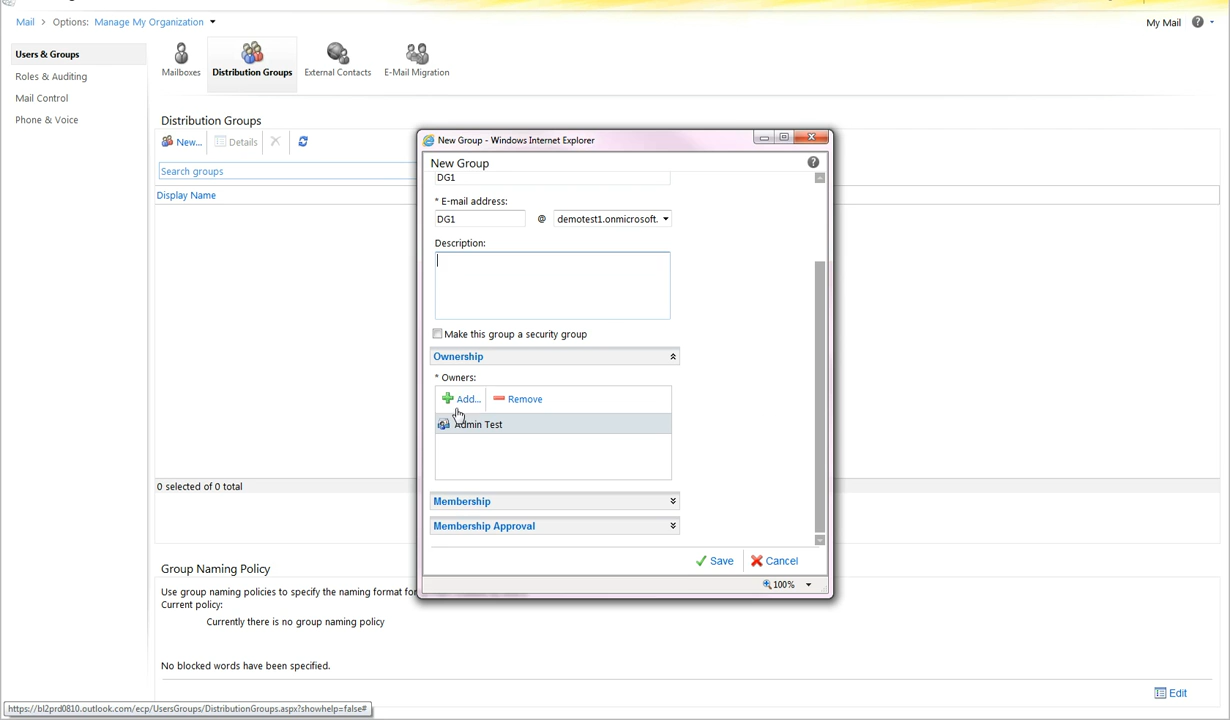 Mail > Options: Manage My Organization
My Mail
Users & Groups
Roles & Auditing
Mail Control
Phone & Voice
Mailboxes
Distribution Groups
External Contacts
E-Mail Migration
Distribution Groups
New...
Details
Search groups
Display Name
0 selected of 0 total
New Group - Windows Internet Explorer
New Group
DG1
* E-mail address:
DG1 @ demotest1.onmicrosoft.
Description:
Make this group a security group
Ownership
* Owners:
Add... Remove
Admin Test
Membership
Membership Approval
Save Cancel
100%
Group Naming Policy
Use group naming policies to specify the naming format for
Current policy:
Currently there is no group naming policy
No blocked words have been specified.
Edit
https://bl2prd0810.outlook.com/ecp/UsersGroups/DistributionGroups.aspx?showhelp=false#